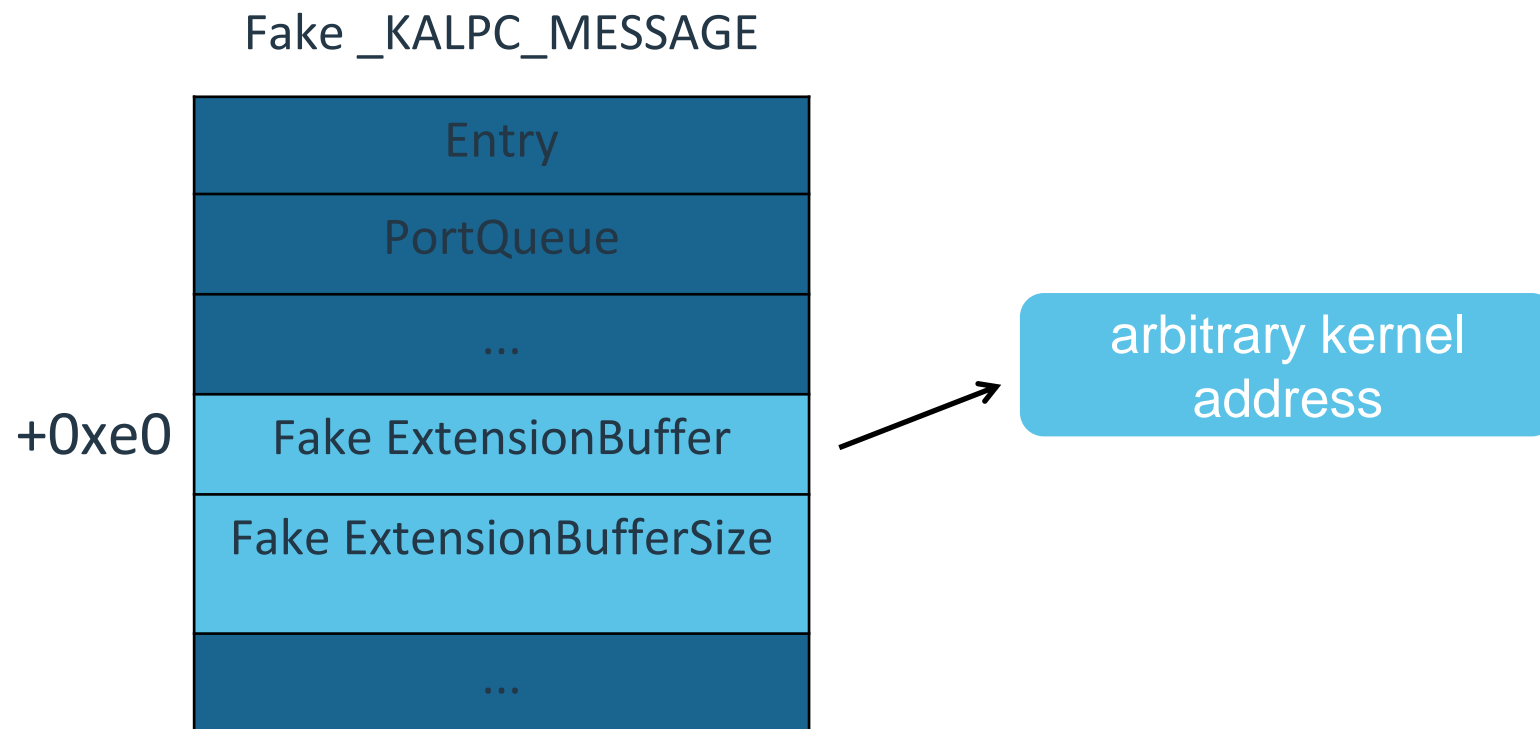 Fake _KALPC_MESSAGE
Entry
PortQueue
...
+0xe0
Fake ExtensionBuffer
Fake ExtensionBufferSize
...
arbitrary kernel
address